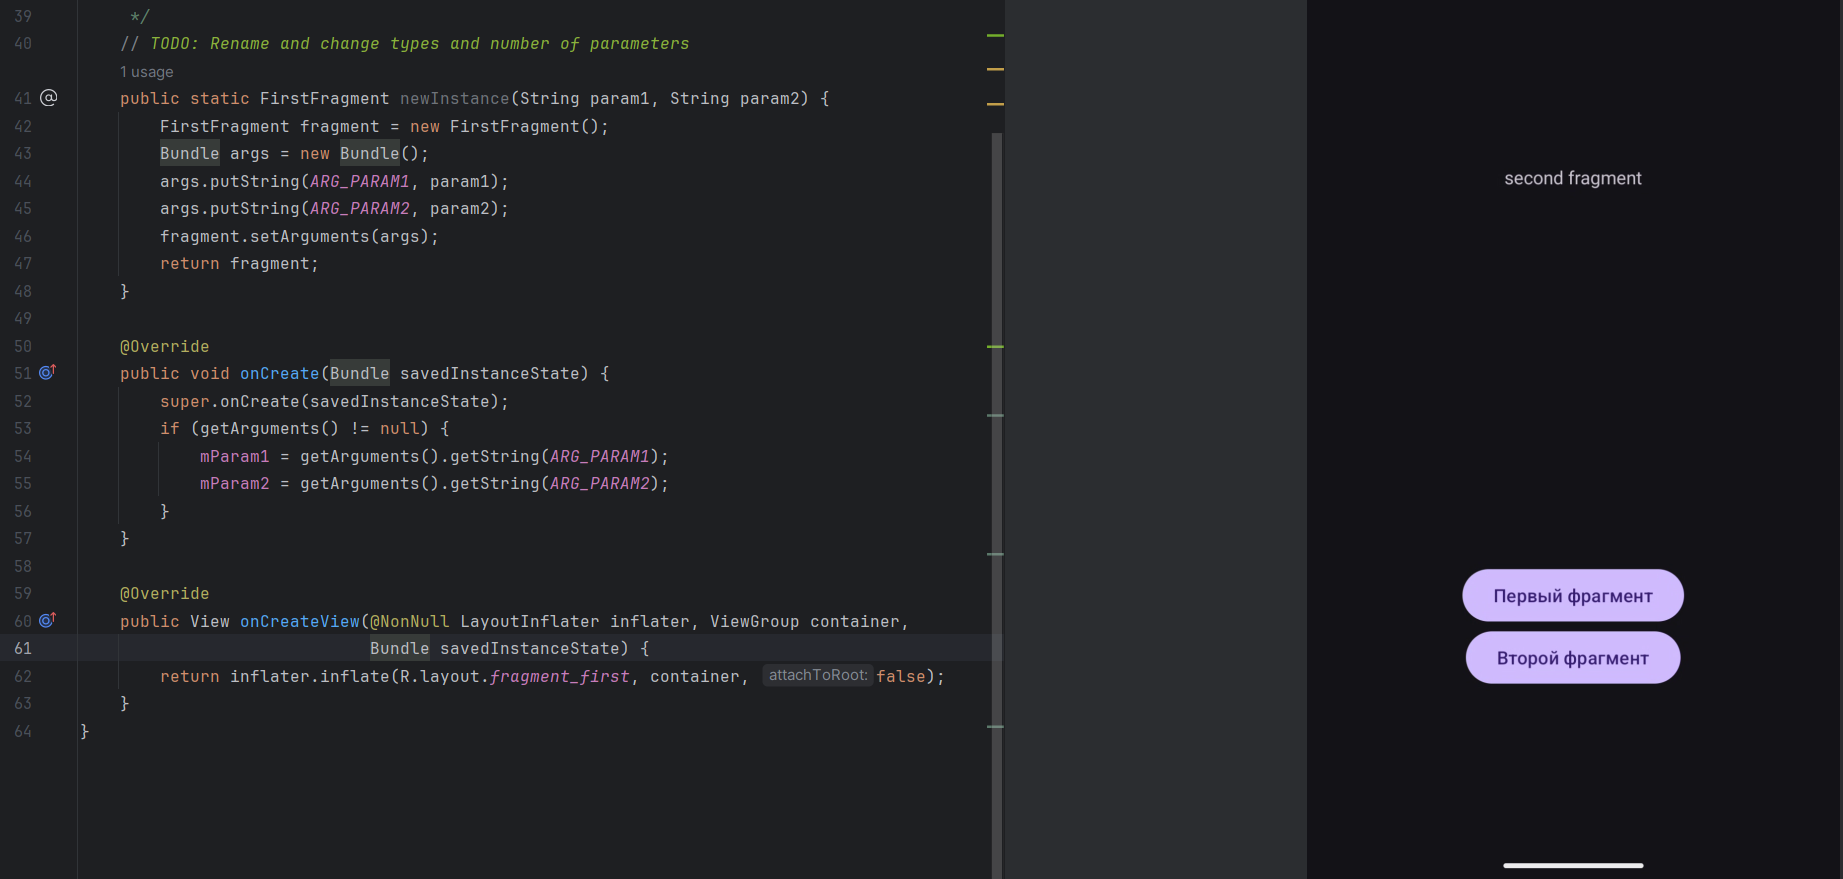 39 */
40 // TODO: Rename and change types and number of parameters
1 usage
41 @ public static FirstFragment newInstance(String param1, String param2) {
42 FirstFragment fragment = new FirstFragment();
43 Bundle args = new Bundle();
44 args.putString(ARG_PARAM1, param1);
45 args.putString(ARG_PARAM2, param2);
46 fragment.setArguments(args);
47 return fragment;
48 }
49
50 @Override
51 public void onCreate(Bundle savedInstanceState) {
52 super.onCreate(savedInstanceState);
53 if (getArguments() != null) {
54 mParam1 = getArguments().getString(ARG_PARAM1);
55 mParam2 = getArguments().getString(ARG_PARAM2);
56 }
57 }
58
59 @Override
60 public View onCreateView(@NonNull LayoutInflater inflater, ViewGroup container,
61 Bundle savedInstanceState) {
62 return inflater.inflate(R.layout.fragment_first, container, attachToRoot: false);
63 }
64 }
second fragment
Первый фрагмент
Второй фрагмент